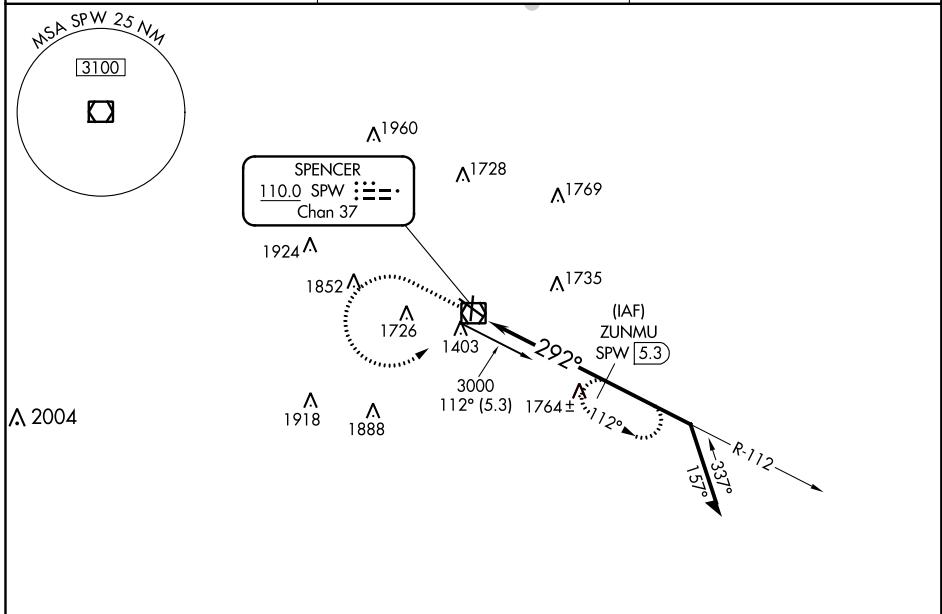 MSA SPW 25 NM
3100
1960
1728
SPENCER
110.0 SPW
Chan 37
1769
1924
1852
1735
(IAF)
ZUNMU
SPW 5.3
1726
1403
292°
3000
112° (5.3)
1764±
112°
2004
1918
1888
R-112
337°
157°